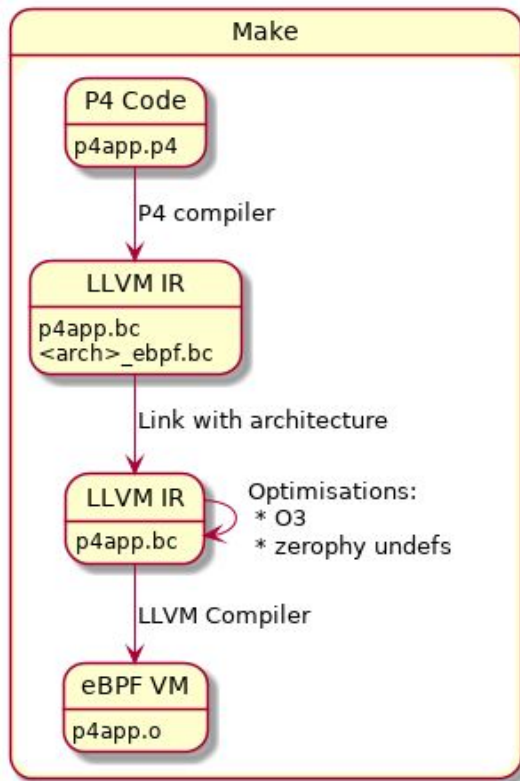 Make
P4 Code
p4app.p4
P4 compiler
LLVM IR
p4app.bc
<arch>_ebpf.bc
Link with architecture
LLVM IR
p4app.bc
Optimisations:
* O3
* zerophy undefs
LLVM Compiler
eBPF VM
p4app.o